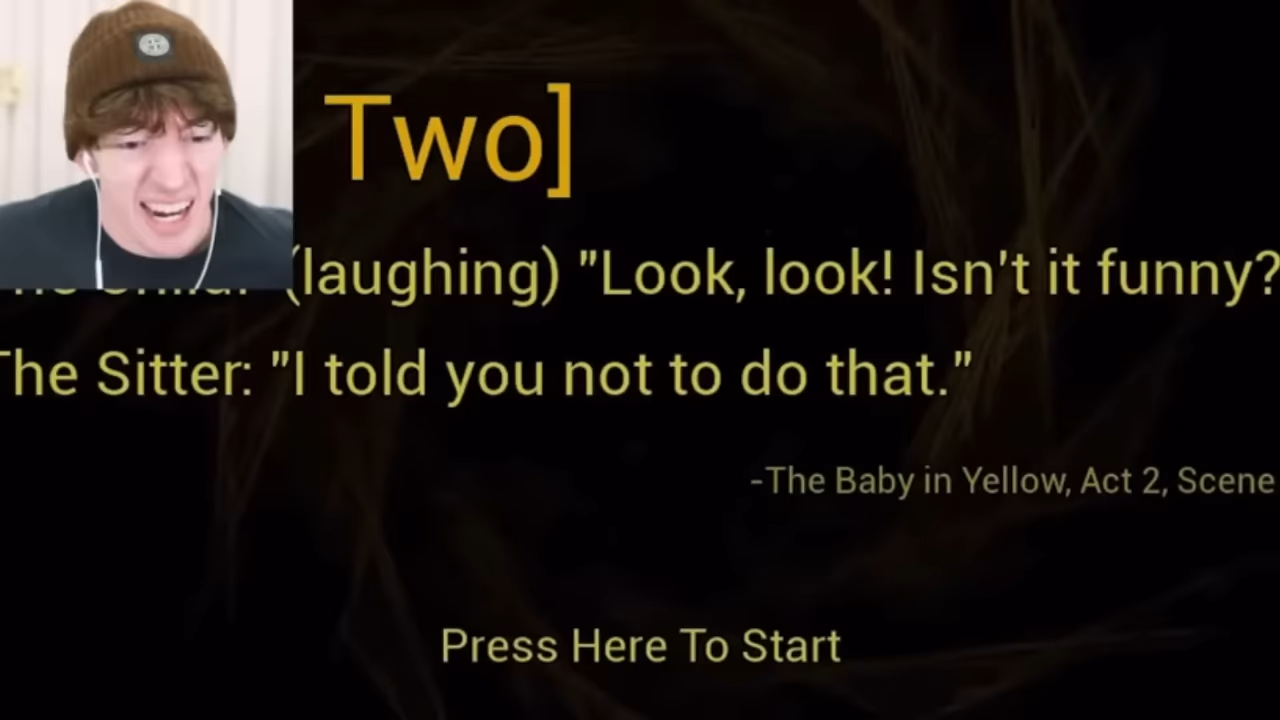 Two]
(laughing) "Look, look! Isn't it funny?
The Sitter: "I told you not to do that."
-The Baby in Yellow, Act 2, Scene
Press Here To Start